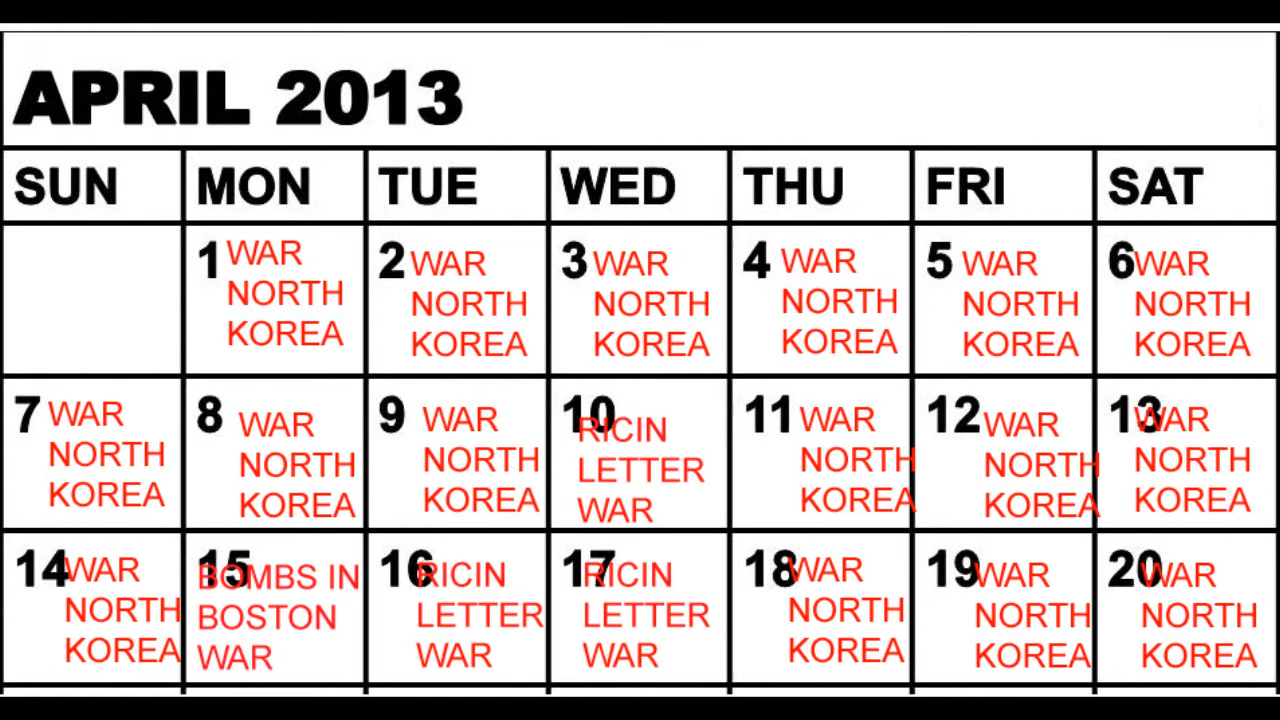 APRIL 2013
SUN MON TUE WED THU FRI SAT
1 WAR NORTH KOREA
2 WAR NORTH KOREA
3 WAR NORTH KOREA
4 WAR NORTH KOREA
5 WAR NORTH KOREA
6 WAR NORTH KOREA
7 WAR NORTH KOREA
8 WAR NORTH KOREA
9 WAR NORTH KOREA
10 RICIN LETTER WAR
11 WAR NORTH KOREA
12 WAR NORTH KOREA
13 WAR NORTH KOREA
14 WAR NORTH KOREA
15 BOMBS IN BOSTON WAR
16 RICIN LETTER WAR
17 RICIN LETTER WAR
18 WAR NORTH KOREA
19 WAR NORTH KOREA
20 WAR NORTH KOREA